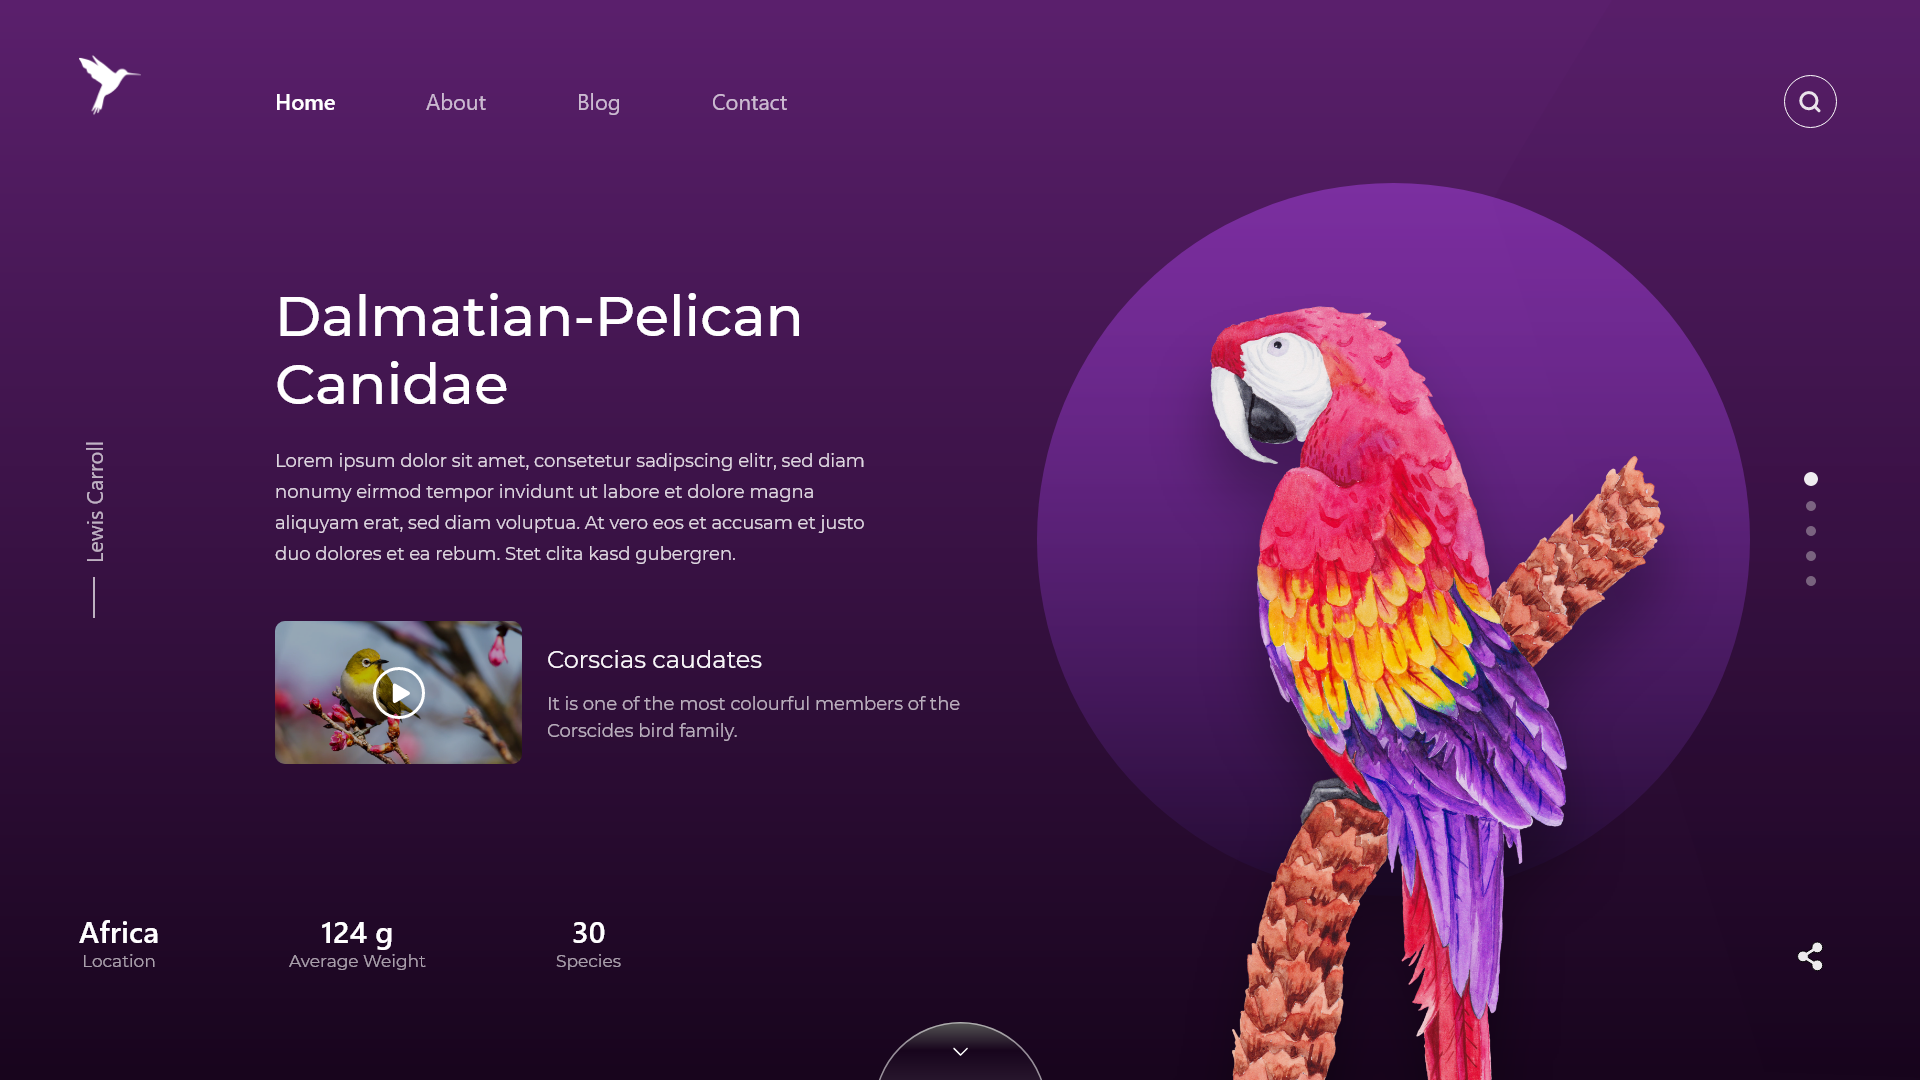 Home
About
Blog
Contact
Dalmatian-Pelican
Canidae
Lorem ipsum dolor sit amet, consetetur sadipscing elitr, sed diam
nonumy eirmod tempor invidunt ut labore et dolore magna
aliquyam erat, sed diam voluptua. At vero eos et accusam et justo
duo dolores et ea rebum. Stet clita kasd gubergren.
Lewis Carroll
Corscias caudates
It is one of the most colourful members of the
Corscides bird family.
Africa
Location
124 g
Average Weight
30
Species